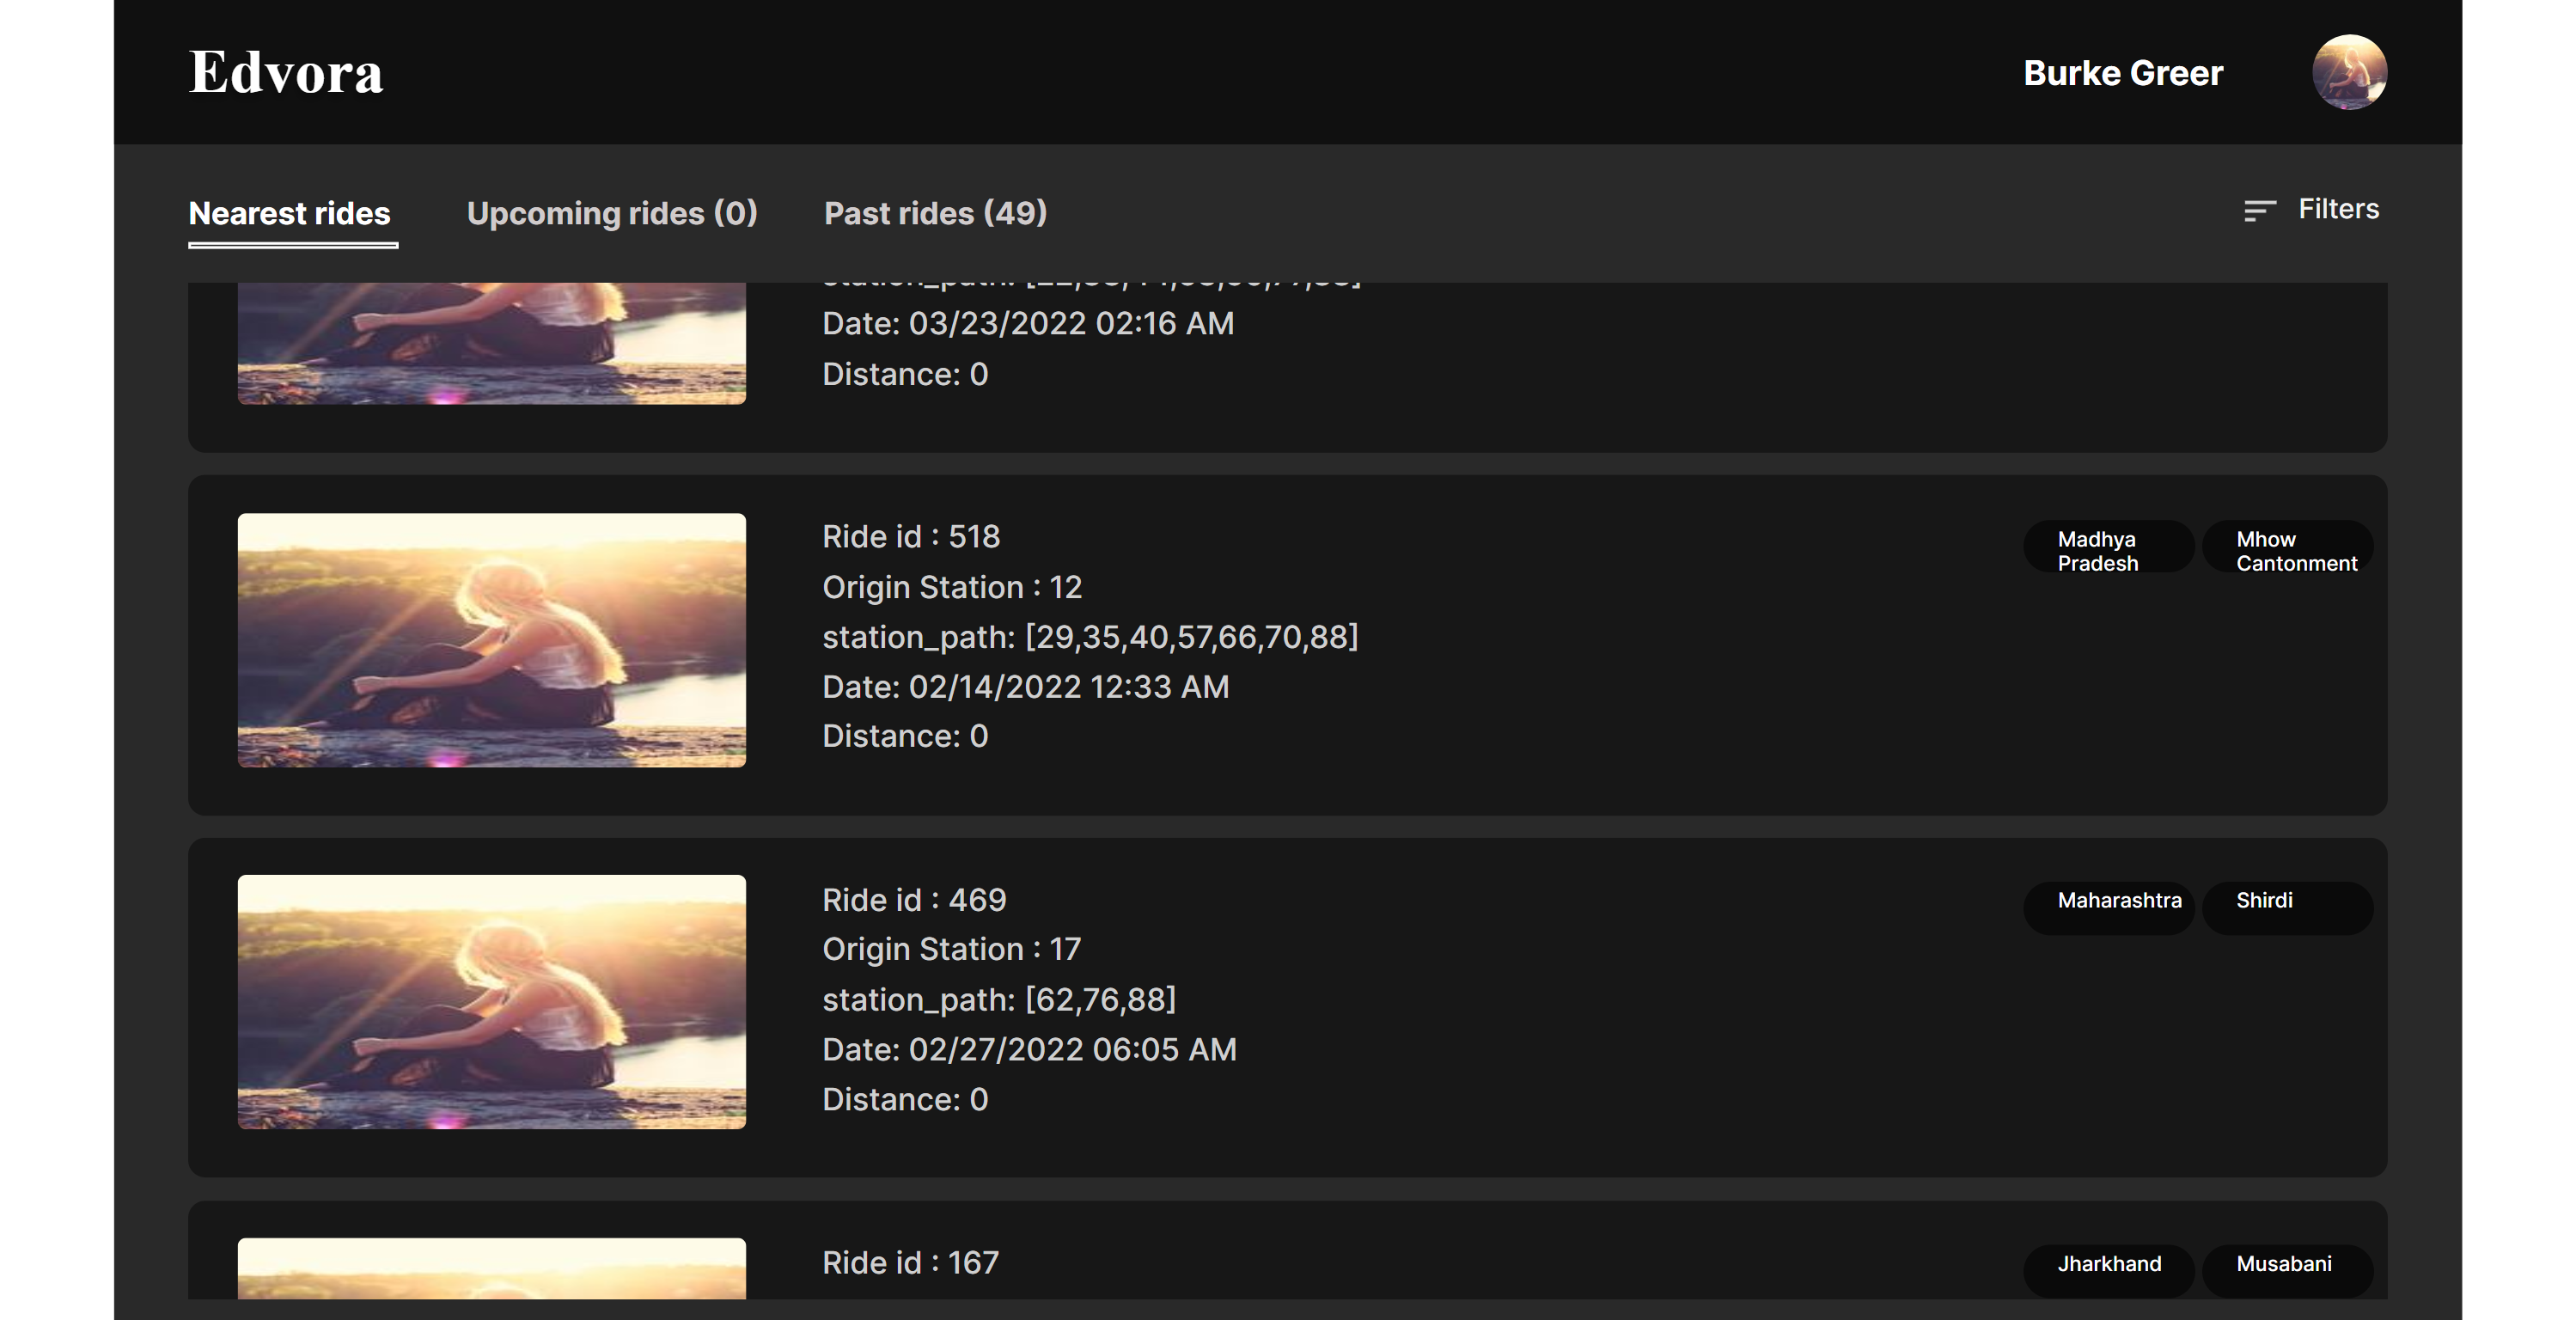 Edvora
Burke Greer
Nearest rides
Upcoming rides (0)
Past rides (49)
Filters
Date: 03/23/2022 02:16 AM
Distance: 0
Ride id : 518
Origin Station : 12
station_path: [29,35,40,57,66,70,88]
Date: 02/14/2022 12:33 AM
Distance: 0
Madhya
Pradesh
Mhow
Cantonment
Ride id : 469
Origin Station : 17
station_path: [62,76,88]
Date: 02/27/2022 06:05 AM
Distance: 0
Maharashtra
Shirdi
Ride id : 167
Jharkhand
Musabani